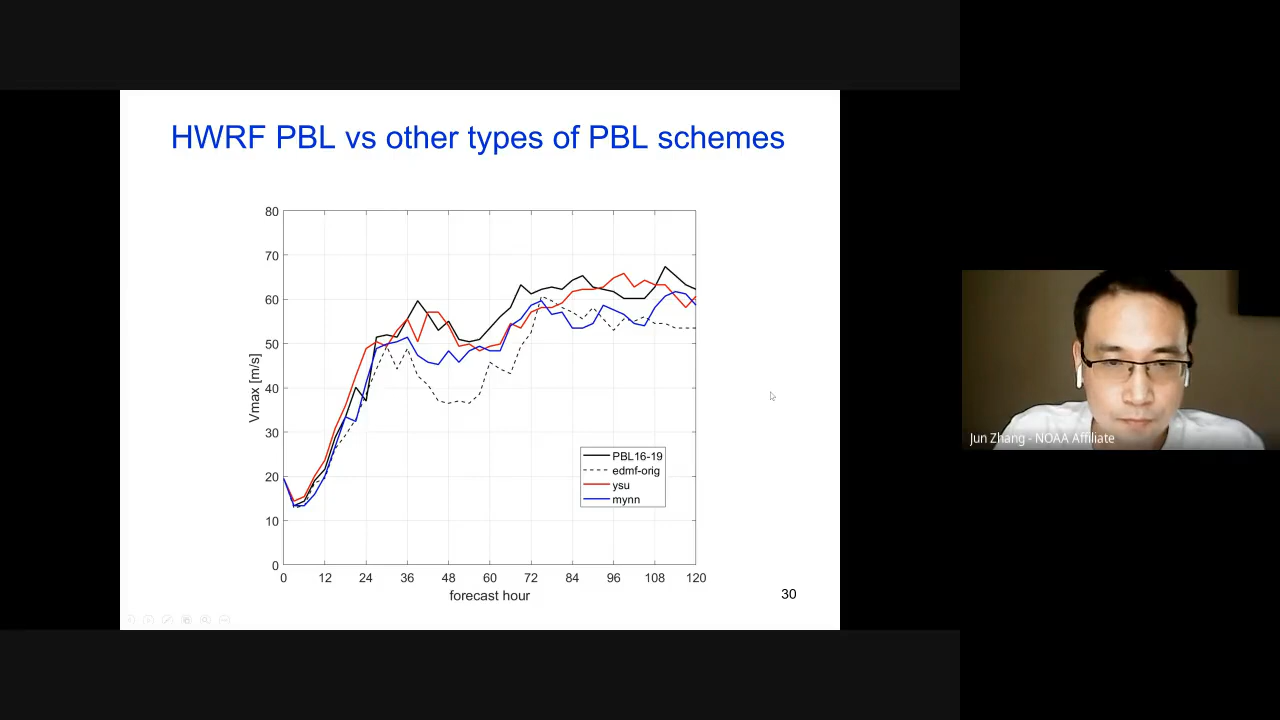 HWRF PBL vs other types of PBL schemes
80
70
60
50
40
30
20
10
0
Vmax [m/s]
PBL16-19
edmf-orig
ysu
mynn
0 12 24 36 48 60 72 84 96 108 120
forecast hour
30
Jun Zhang - NOAA Affiliate